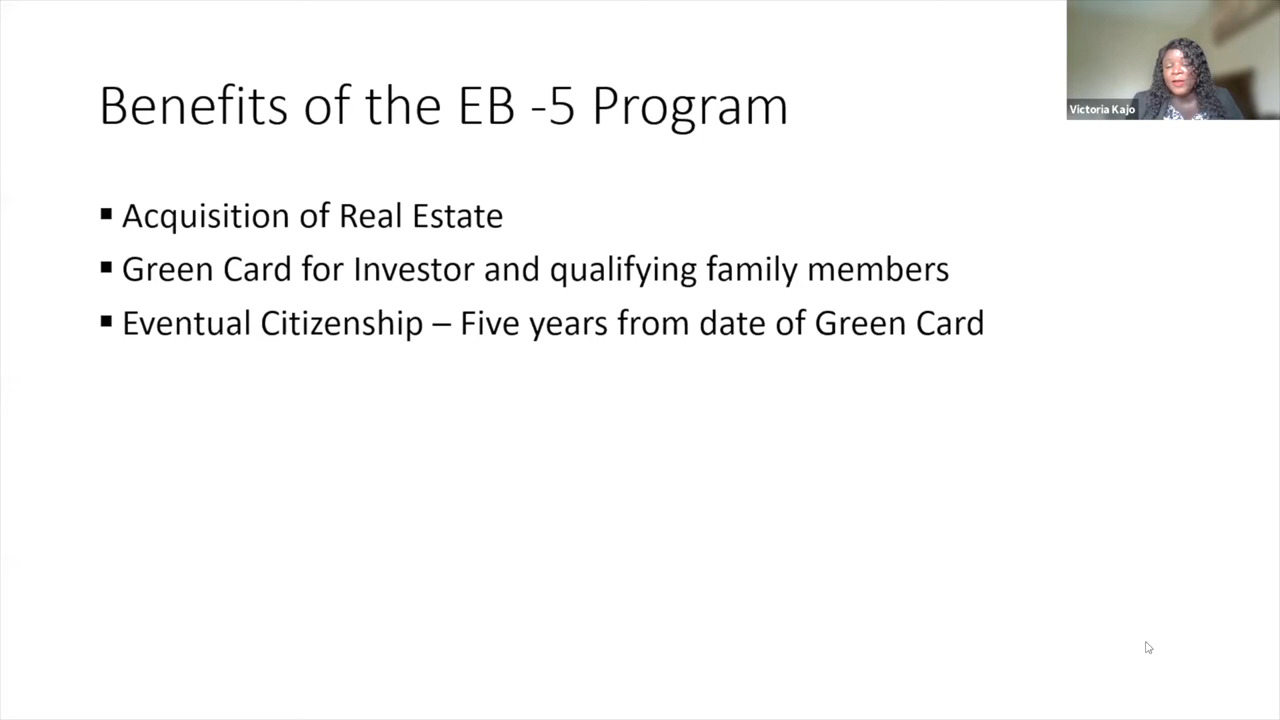 Benefits of the EB -5 Program
Victoria Kajo
▪ Acquisition of Real Estate
▪ Green Card for Investor and qualifying family members
▪ Eventual Citizenship – Five years from date of Green Card